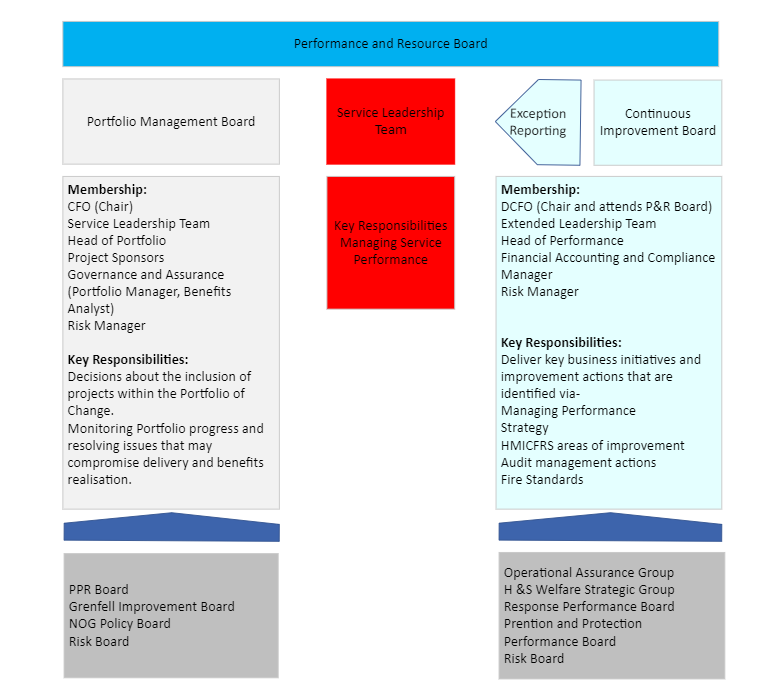 Performance and Resource Board
Portfolio Management Board
Service Leadership
Team
Exception
Reporting
Continuous
Improvement Board
Membership:
CFO (Chair)
Service Leadership Team
Head of Portfolio
Project Sponsors
Governance and Assurance
(Portfolio Manager, Benefits
Analyst)
Risk Manager
Key Responsibilities:
Decisions about the inclusion of
projects within the Portfolio of
Change.
Monitoring Portfolio progress and
resolving issues that may
compromise delivery and benefits
realisation.
Key Responsibilities
Managing Service
Performance
Membership:
DCFO (Chair and attends P&R Board)
Extended Leadership Team
Head of Performance
Financial Accounting and Compliance
Manager
Risk Manager
Key Responsibilities:
Deliver key business initiatives and
improvement actions that are
identified via-
Managing Performance
Strategy
HMICFRS areas of improvement
Audit management actions
Fire Standards
PPR Board
Grenfell Improvement Board
NOG Policy Board
Risk Board
Operational Assurance Group
H &S Welfare Strategic Group
Response Performance Board
Prention and Protection
Performance Board
Risk Board